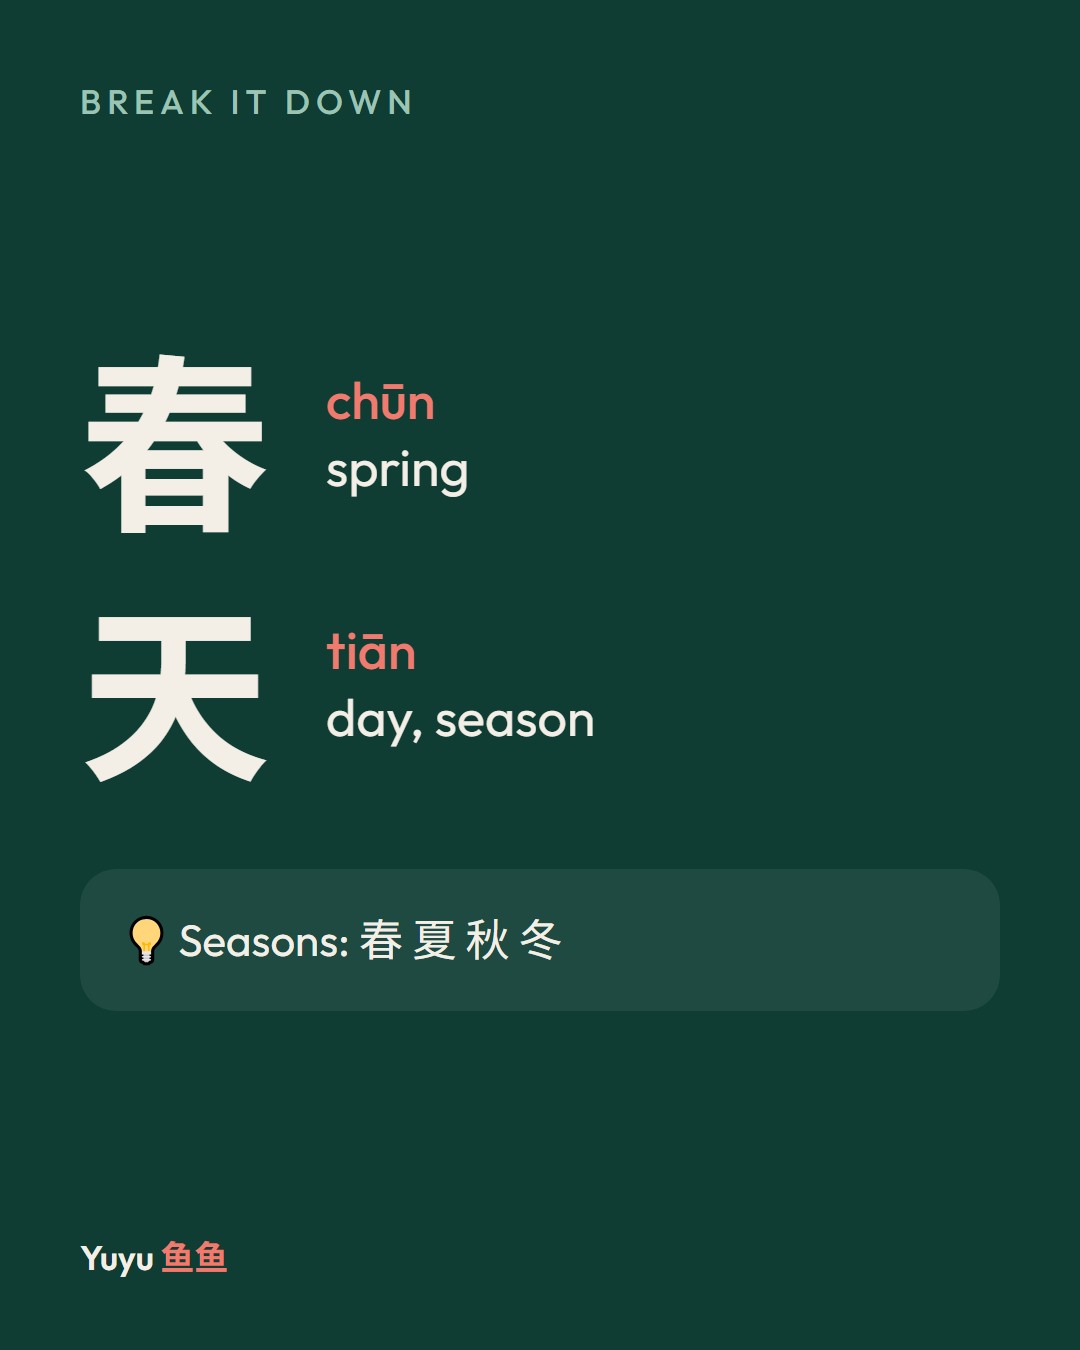 BREAK IT DOWN
春
chūn
spring
天
tiān
day, season
💡 Seasons: 春 夏 秋 冬
Yuyu 鱼鱼